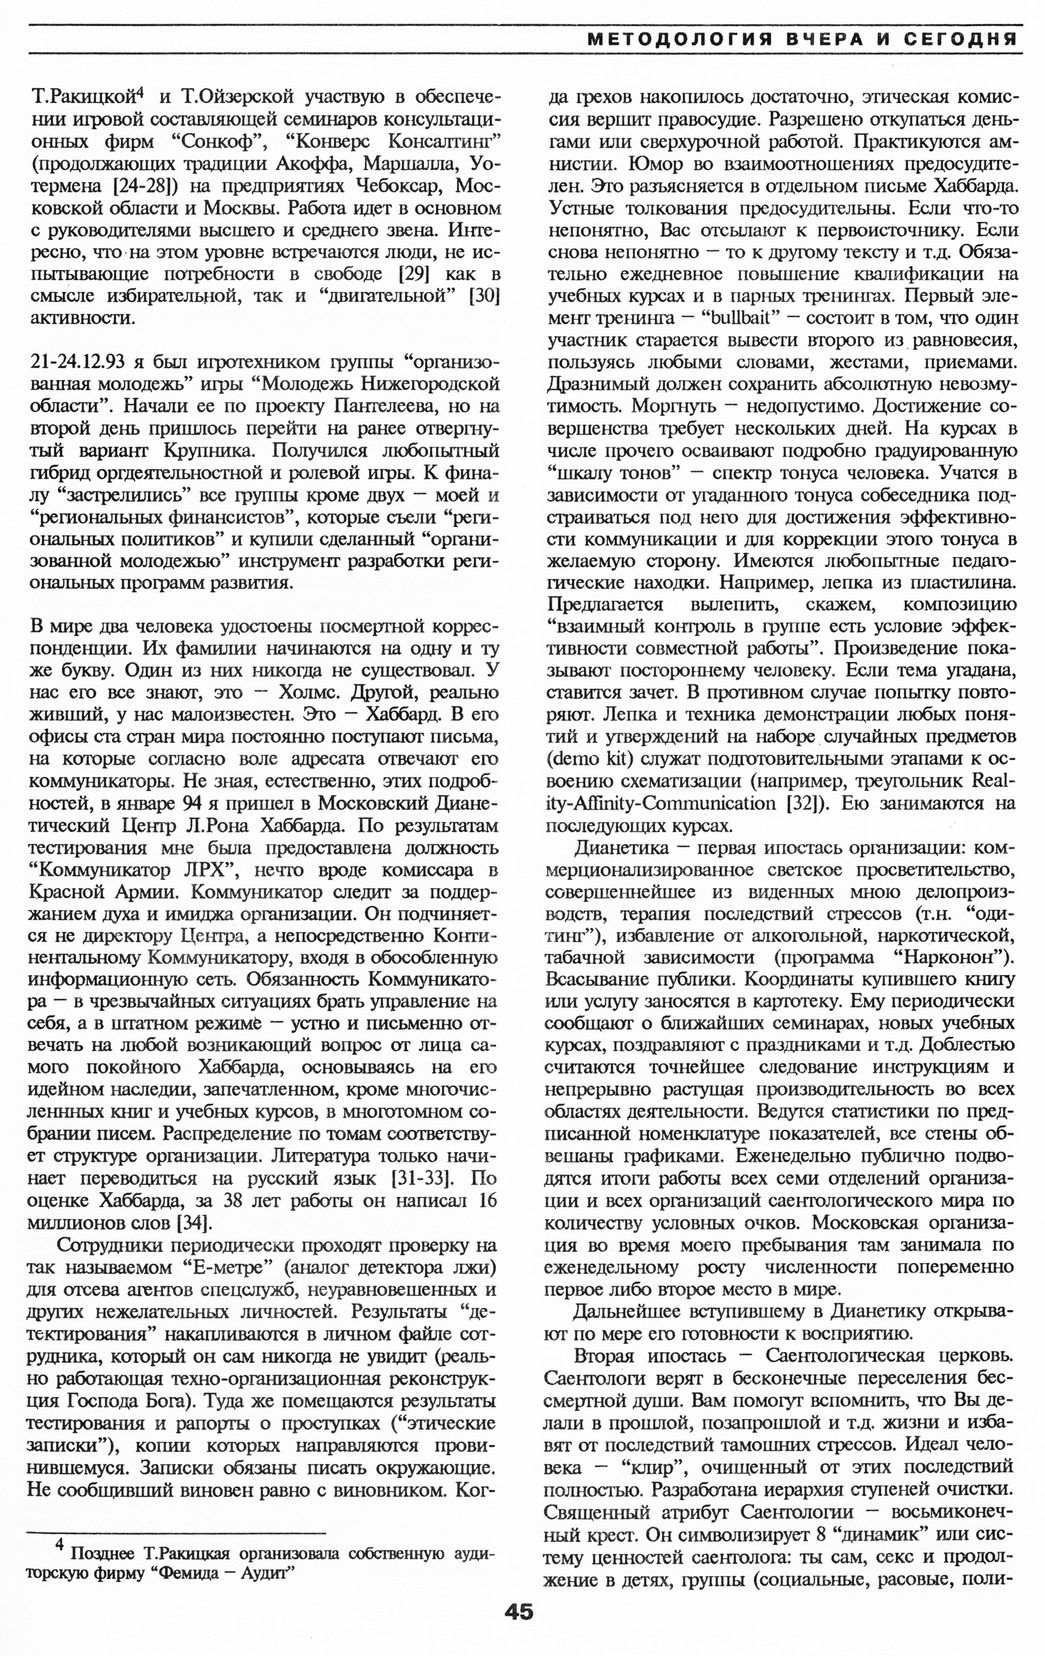 МЕТОДОЛОГИЯ ВЧЕРА И СЕГОДНЯ
Т.Ракицкой⁴ и Т.Ойзерской участвую в обеспече-
нии игровой составляющей семинаров консультаци-
онных фирм “Сонкоф”, “Конверс Консалтинг”
(продолжающих традиции Акоффа, Маршалла, Уо-
термена [24-28]) на предприятиях Чебоксар, Мос-
ковской области и Москвы. Работа идет в основном
с руководителями высшего и среднего звена. Инте-
ресно, что на этом уровне встречаются люди, не ис-
пытывающие потребности в свободе [29] как в
смысле избирательной, так и “двигательной” [30]
активности.
21-24.12.93 я был игротехником группы “организо-
ванная молодежь” игры “Молодежь Нижегородской
области”. Начали ее по проекту Пантелеева, но на
второй день пришлось перейти на ранее отвергну-
тый вариант Крупника. Получился любопытный
гибрид оргдеятельностной и ролевой игры. К фина-
лу “застрелились” все группы кроме двух — моей и
“региональных финансистов”, которые съели “реги-
ональных политиков” и купили сделанный “органи-
зованной молодежью” инструмент разработки реги-
ональных программ развития.
В мире два человека удостоены посмертной коррес-
понденции. Их фамилии начинаются на одну и ту
же букву. Один из них никогда не существовал. У
нас его все знают, это — Холмс. Другой, реально
живший, у нас малоизвестен. Это — Хаббард. В его
офисы ста стран мира постоянно поступают письма,
на которые согласно воле адресата отвечают его
коммуникаторы. Не зная, естественно, этих подроб-
ностей, в январе 94 я пришел в Московский Диане-
тический Центр Л.Рона Хаббарда. По результатам
тестирования мне была предоставлена должность
“Коммуникатор ЛРХ”, нечто вроде комиссара в
Красной Армии. Коммуникатор следит за поддер-
жанием духа и имиджа организации. Он подчиняет-
ся не директору Центра, а непосредственно Конти-
нентальному Коммуникатору, входя в обособленную
информационную сеть. Обязанность Коммуникато-
ра — в чрезвычайных ситуациях брать управление на
себя, а в штатном режиме — устно и письменно от-
вечать на любой возникающий вопрос от лица са-
мого покойного Хаббарда, основываясь на его
идейном наследии, запечатленном, кроме многочис-
леннных книг и учебных курсов, в многотомном со-
брании писем. Распределение по томам соответству-
ет структуре организации. Литература только начи-
нает переводиться на русский язык [31-33]. По
оценке Хаббарда, за 38 лет работы он написал 16
миллионов слов [34].
Сотрудники периодически проходят проверку на
так называемом “Е-метре” (аналог детектора лжи)
для отсева агентов спецслужб, неуравновешенных и
других нежелательных личностей. Результаты “де-
тектирования” накапливаются в личном файле сот-
рудника, который он сам никогда не увидит (реаль-
но работающая техно-организационная реконструк-
ция Господа Бога). Туда же помещаются результаты
тестирования и рапорты о проступках (“этические
записки”), копии которых направляются прови-
нившемуся. Записки обязаны писать окружающие.
Не сообщивший виновен равно с виновником. Ког-
⁴ Позднее Т.Ракицкая организовала собственную ауди-
торскую фирму “Фемида — Аудит”
да грехов накопилось достаточно, этическая комис-
сия вершит правосудие. Разрешено откупаться день-
гами или сверхурочной работой. Практикуются ам-
нистии. Юмор во взаимоотношениях предосудите-
лен. Это разъясняется в отдельном письме Хаббарда.
Устные толкования предосудительны. Если что-то
непонятно, Вас отсылают к первоисточнику. Если
снова непонятно — то к другому тексту и т.д. Обяза-
тельно ежедневное повышение квалификации на
учебных курсах и в парных тренингах. Первый эле-
мент тренинга — “bullbait” — состоит в том, что один
участник старается вывести второго из равновесия,
пользуясь любыми словами, жестами, приемами.
Дразнимый должен сохранить абсолютную невозму-
тимость. Моргнуть — недопустимо. Достижение со-
вершенства требует нескольких дней. На курсах в
числе прочего осваивают подробно градуированную
“шкалу тонов” — спектр тонуса человека. Учатся в
зависимости от угаданного тонуса собеседника под-
страиваться под него для достижения эффективно-
сти коммуникации и для коррекции этого тонуса в
желаемую сторону. Имеются любопытные педаго-
гические находки. Например, лепка из пластилина.
Предлагается вылепить, скажем, композицию
“взаимный контроль в группе есть условие эффек-
тивности совместной работы”. Произведение пока-
зывают постороннему человеку. Если тема угадана,
ставится зачет. В противном случае попытку повто-
ряют. Лепка и техника демонстрации любых поня-
тий и утверждений на наборе случайных предметов
(demo kit) служат подготовительными этапами к ос-
воению схематизации (например, треугольник Real-
ity-Affinity-Communication [32]). Ею занимаются на
последующих курсах.
Дианетика — первая ипостась организации: ком-
мерционализированное светское просветительство,
совершеннейшее из виденных мною делопроиз-
водств, терапия последствий стрессов (т.н. “оди-
тинг”), избавление от алкогольной, наркотической,
табачной зависимости (программа “Нарконон”).
Всасывание публики. Координаты купившего книгу
или услугу заносятся в картотеку. Ему периодически
сообщают о ближайших семинарах, новых учебных
курсах, поздравляют с праздниками и т.д. Доблестью
считаются точнейшее следование инструкциям и
непрерывно растущая производительность во всех
областях деятельности. Ведутся статистики по пред-
писанной номенклатуре показателей, все стены об-
вешаны графиками. Еженедельно публично подво-
дятся итоги работы всех семи отделений организа-
ции и всех организаций саентологического мира по
количеству условных очков. Московская организа-
ция во время моего пребывания там занимала по
еженедельному росту численности попеременно
первое либо второе место в мире.
Дальнейшее вступившему в Дианетику открыва-
ют по мере его готовности к восприятию.
Вторая ипостась — Саентологическая церковь.
Саентологи верят в бесконечные переселения бес-
смертной души. Вам помогут вспомнить, что Вы де-
лали в прошлой, позапрошлой и т.д. жизни и изба-
вят от последствий тамошних стрессов. Идеал чело-
века — “клир”, очищенный от этих последствий
полностью. Разработана иерархия ступеней очистки.
Священный атрибут Саентологии — восьмиконеч-
ный крест. Он символизирует 8 “динамик” или сис-
тему ценностей саентолога: ты сам, секс и продол-
жение в детях, группы (социальные, расовые, поли-
45